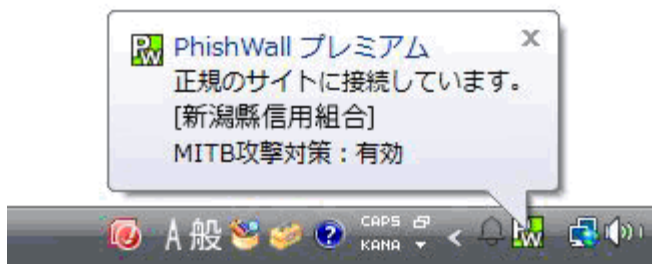 PW PhishWall プレミアム
正規のサイトに接続しています。
[新潟縣信用組合]
MITB攻撃対策：有効
A 般 ? CAPS KANA PW